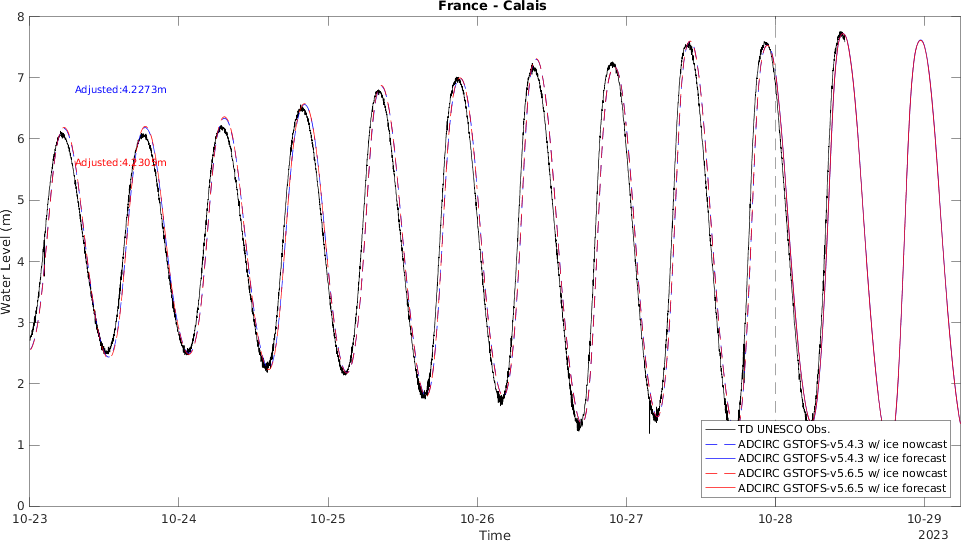 France - Calais
8
7
6
5
4
3
2
1
0
Water Level (m)
Adjusted:4.2273m
Adjusted:4.2303m
TD UNESCO Obs.
ADCIRC GSTOFS-v5.4.3 w/ ice nowcast
ADCIRC GSTOFS-v5.4.3 w/ ice forecast
ADCIRC GSTOFS-v5.6.5 w/ ice nowcast
ADCIRC GSTOFS-v5.6.5 w/ ice forecast
10-23 10-24 10-25 10-26 10-27 10-28 10-29
Time
2023